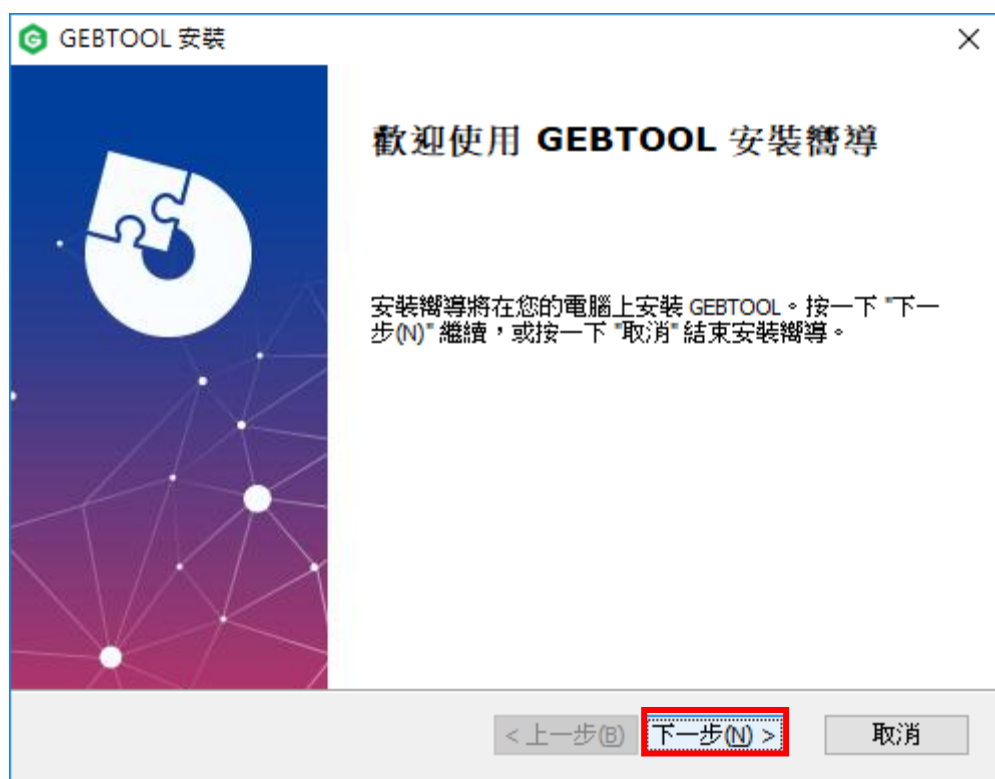 GEBTOOL 安裝
歡迎使用 GEBTOOL 安裝嚮導
安裝嚮導將在您的電腦上安裝 GEBTOOL。按一下 "下一
步(N)" 繼續，或按一下 "取消" 結束安裝嚮導。
< 上一步(B) 下一步(N) > 取消